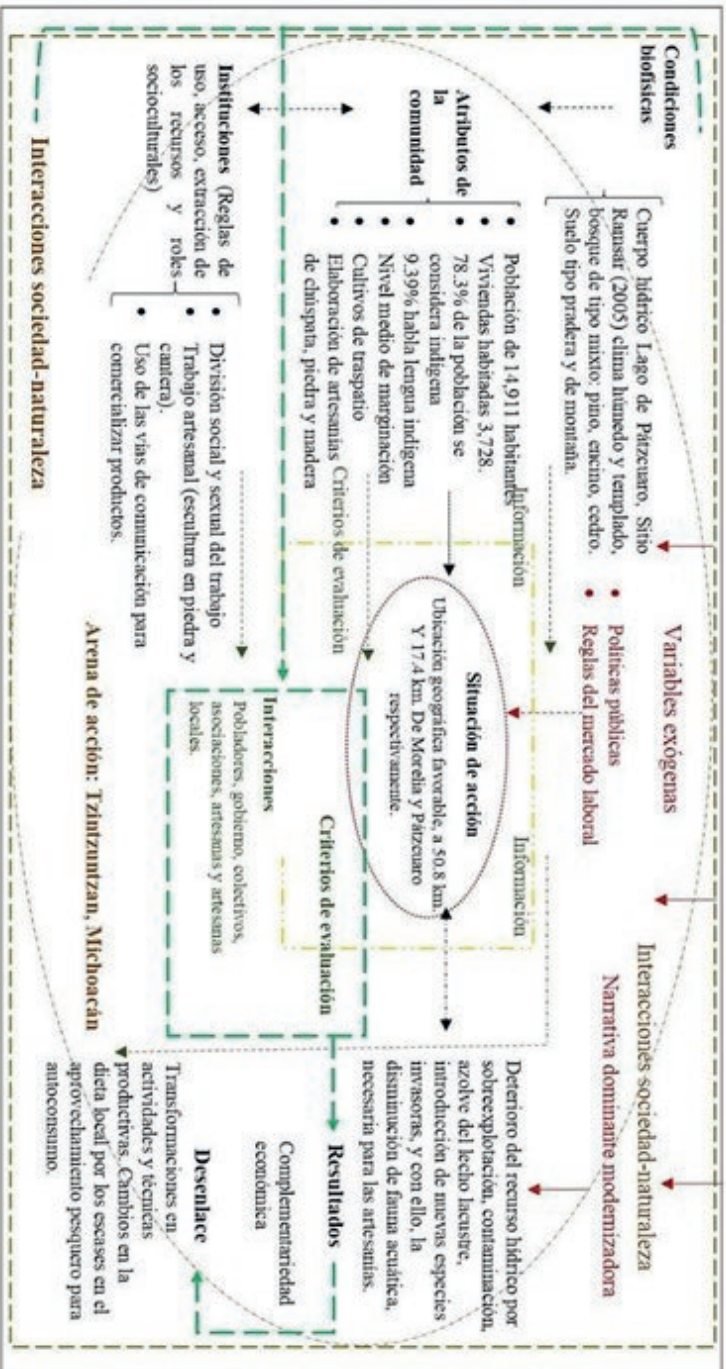 Variables exógenas
Interacciones sociedad-naturaleza
Políticas públicas
Reglas del mercado laboral
Narrativa dominante modernizadora
Condiciones
biofísicas
Cuerpo hídrico Lago de Pátzcuaro, Sitio
Ramsar (2005) clima húmedo y templado,
bosque de tipo mixto: pino, encino, cedro.
Suelo tipo pradera y de montaña.
Información
Información
Atributos de
la
comunidad
Población de 14,911 habitantes
Viviendas habitadas 3,728.
78.3% de la población se
considera indígena
9.39% habla lengua indígena
Nivel medio de marginación
Cultivos de traspatio
Elaboración de artesanías
de chúspata, piedra y madera
Criterios de evaluación
Situación de acción
Ubicación geográfica favorable, a 50.8 km.
Y 17.4 km. De Morelia y Pátzcuaro
respectivamente.
Deterioro del recurso hídrico por
sobreexplotación, contaminación,
azolve del lecho lacustre,
introducción de nuevas especies
invasoras, y con ello, la
disminución de fauna acuática,
necesaria para las artesanías.
Instituciones (Reglas de
uso, acceso, extracción de
los recursos y roles
socioculturales)
División social y sexual del trabajo
Trabajo artesanal (escultura en piedra y
cantera).
Uso de las vías de comunicación para
comercializar productos.
Criterios de evaluación
Interacciones
Pobladores, gobierno, colectivos,
asociaciones, artesanas y artesanas
locales.
Resultados
Complementariedad
económica
Desenlace
Transformaciones en
actividades y técnicas
productivas. Cambios en la
dieta local por los escases en el
aprovechamiento pesquero para
autoconsumo.
Interacciones sociedad-naturaleza
Arena de acción: Tzintzuntzan, Michoacán